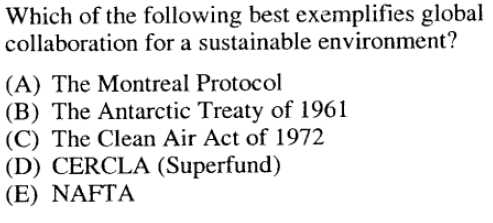 Which of the following best exemplifies global
collaboration for a sustainable environment?
(A) The Montreal Protocol
(B) The Antarctic Treaty of 1961
(C) The Clean Air Act of 1972
(D) CERCLA (Superfund)
(E) NAFTA